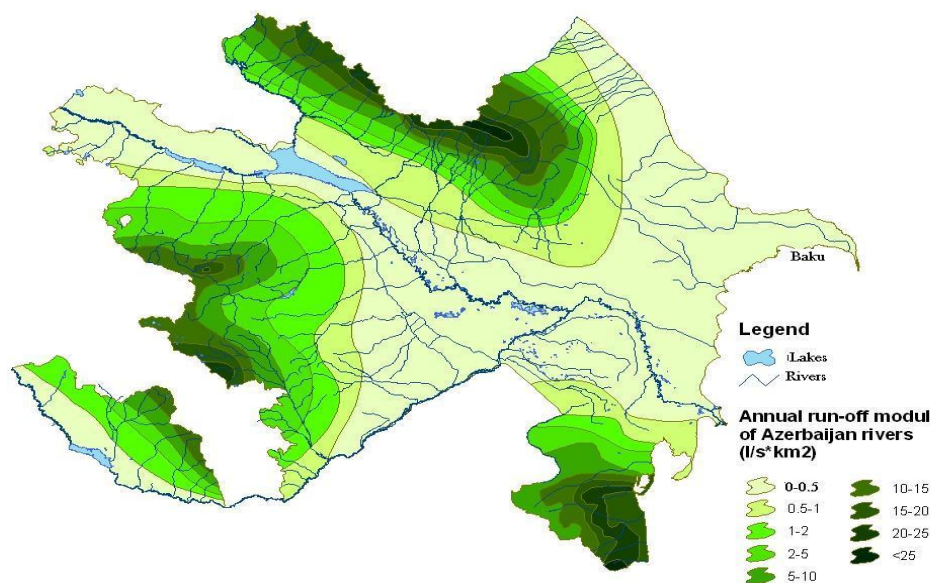 Baku
Legend
Lakes
Rivers
Annual run-off modul
of Azerbaijan rivers
(l/s*km2)
0-0.5
0.5-1
1-2
2-5
5-10
10-15
15-20
20-25
<25